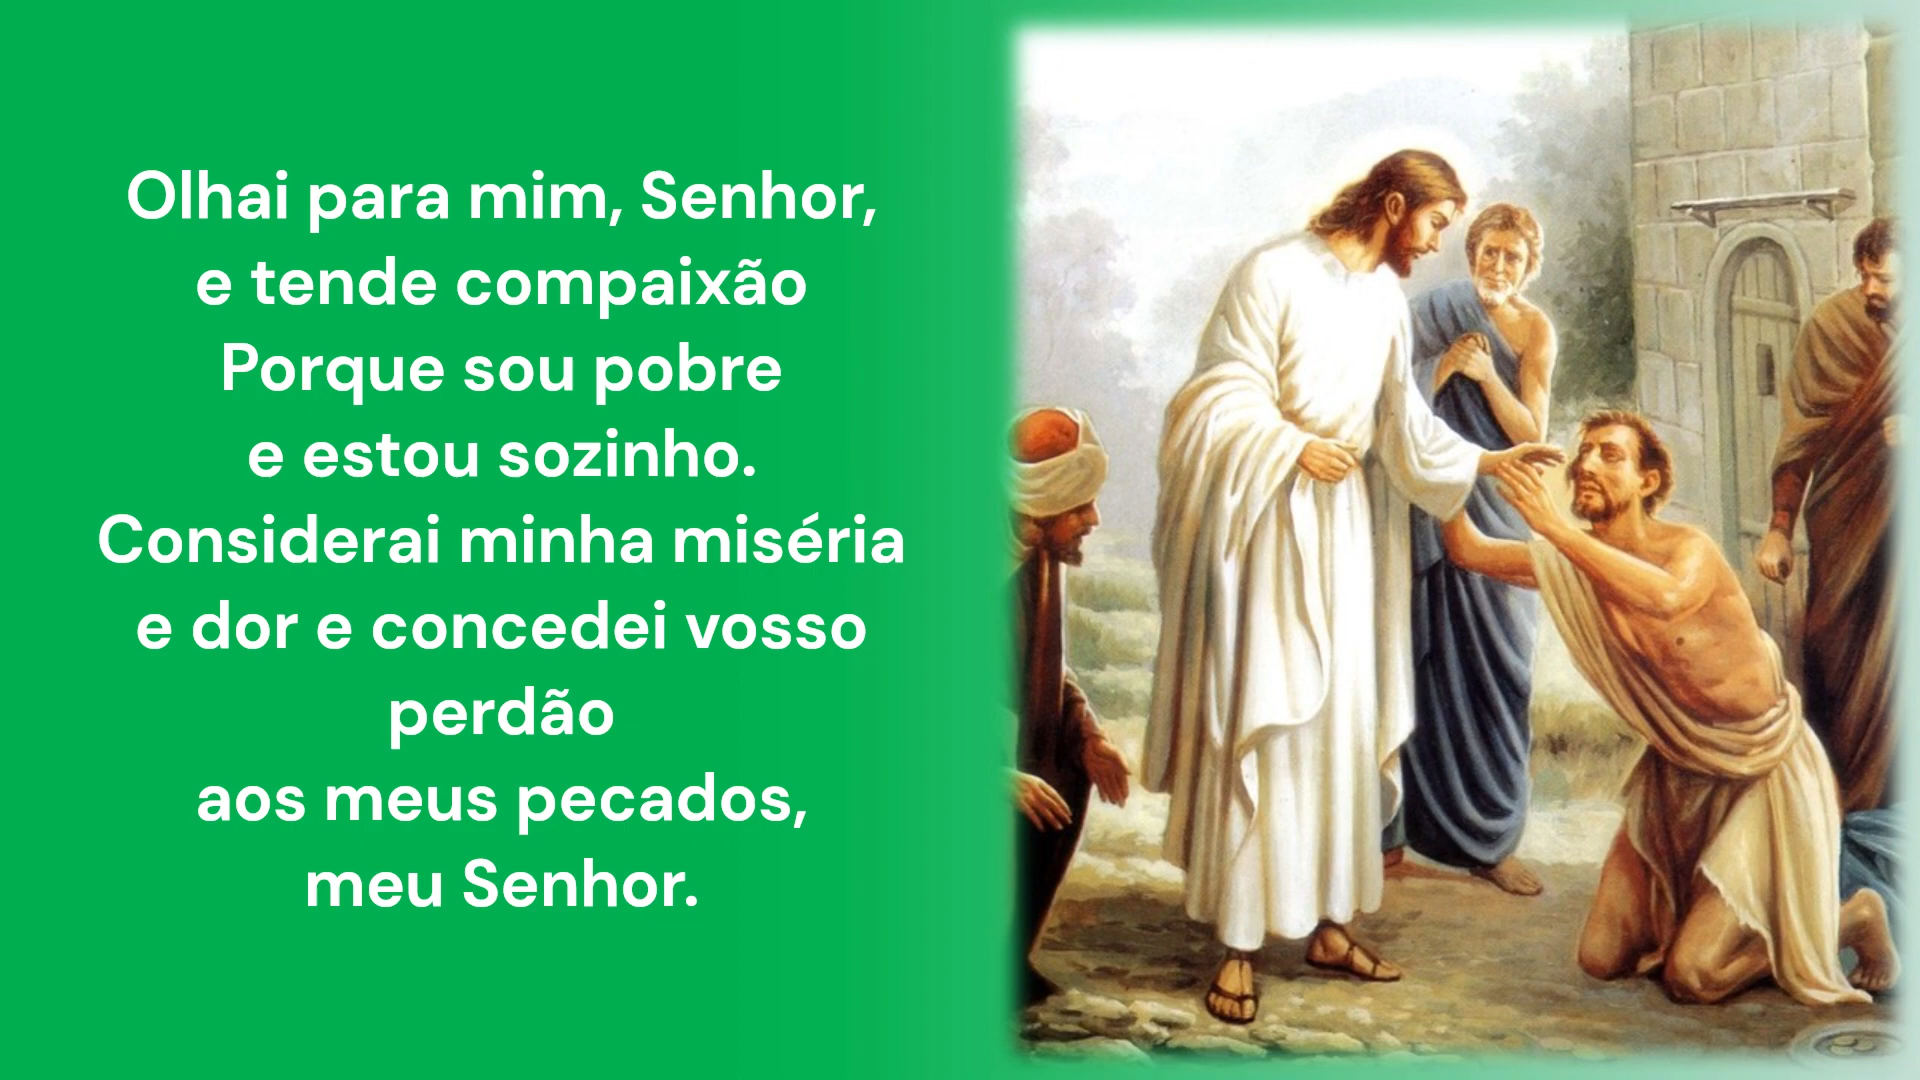 Olhai para mim, Senhor,
e tende compaixão
Porque sou pobre
e estou sozinho.
Considerai minha miséria
e dor e concedei vosso
perdão
aos meus pecados,
meu Senhor.